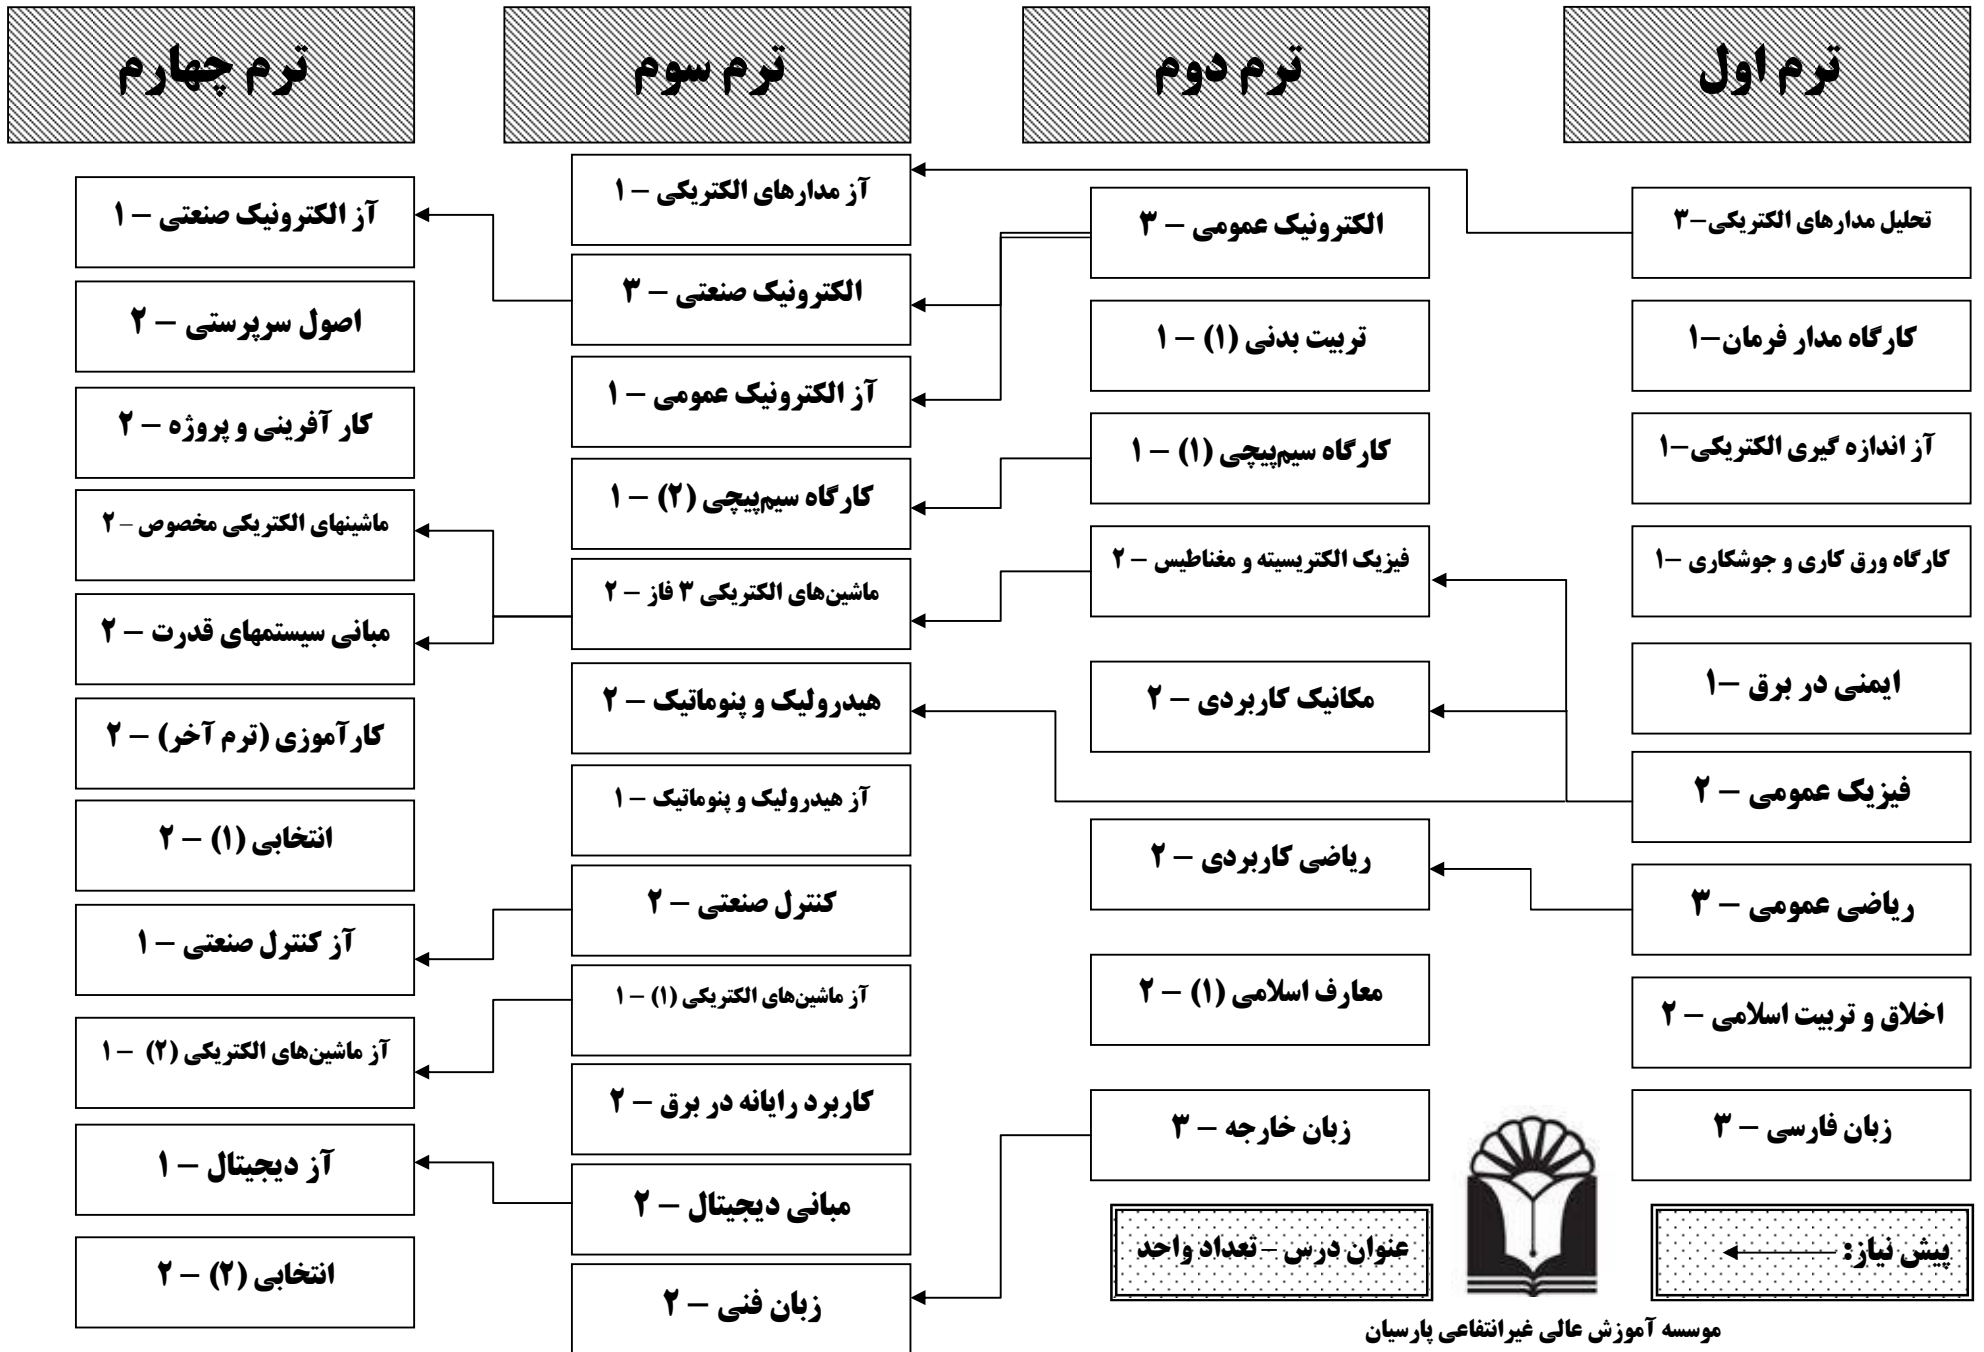 ترم اول
تحلیل مدارهای الکتریکی–۳
کارگاه مدار فرمان–۱
آز اندازه گیری الکتریکی–۱
کارگاه ورق کاری و جوشکاری –۱
ایمنی در برق –۱
فیزیک عمومی – ۲
ریاضی عمومی – ۳
اخلاق و تربیت اسلامی – ۲
زبان فارسی – ۳
پیش نیاز:
ترم دوم
الکترونیک عمومی – ۳
تربیت بدنی (۱) – ۱
کارگاه سیم‌پیچی (۱) – ۱
فیزیک الکتریسیته و مغناطیس – ۲
مکانیک کاربردی – ۲
ریاضی کاربردی – ۲
معارف اسلامی (۱) – ۲
زبان خارجه – ۳
عنوان درس – تعداد واحد
موسسه آموزش عالی غیرانتفاعی پارسیان
ترم سوم
آز مدارهای الکتریکی – ۱
الکترونیک صنعتی – ۳
آز الکترونیک عمومی – ۱
کارگاه سیم‌پیچی (۲) – ۱
ماشین‌های الکتریکی ۳ فاز – ۲
هیدرولیک و پنوماتیک – ۲
آز هیدرولیک و پنوماتیک – ۱
کنترل صنعتی – ۲
آز ماشین‌های الکتریکی (۱) – ۱
کاربرد رایانه در برق – ۲
مبانی دیجیتال – ۲
زبان فنی – ۲
ترم چهارم
آز الکترونیک صنعتی – ۱
اصول سرپرستی – ۲
کار آفرینی و پروژه – ۲
ماشینهای الکتریکی مخصوص – ۲
مبانی سیستمهای قدرت – ۲
کارآموزی (ترم آخر) – ۲
انتخابی (۱) – ۲
آز کنترل صنعتی – ۱
آز ماشین‌های الکتریکی (۲) – ۱
آز دیجیتال – ۱
انتخابی (۲) – ۲